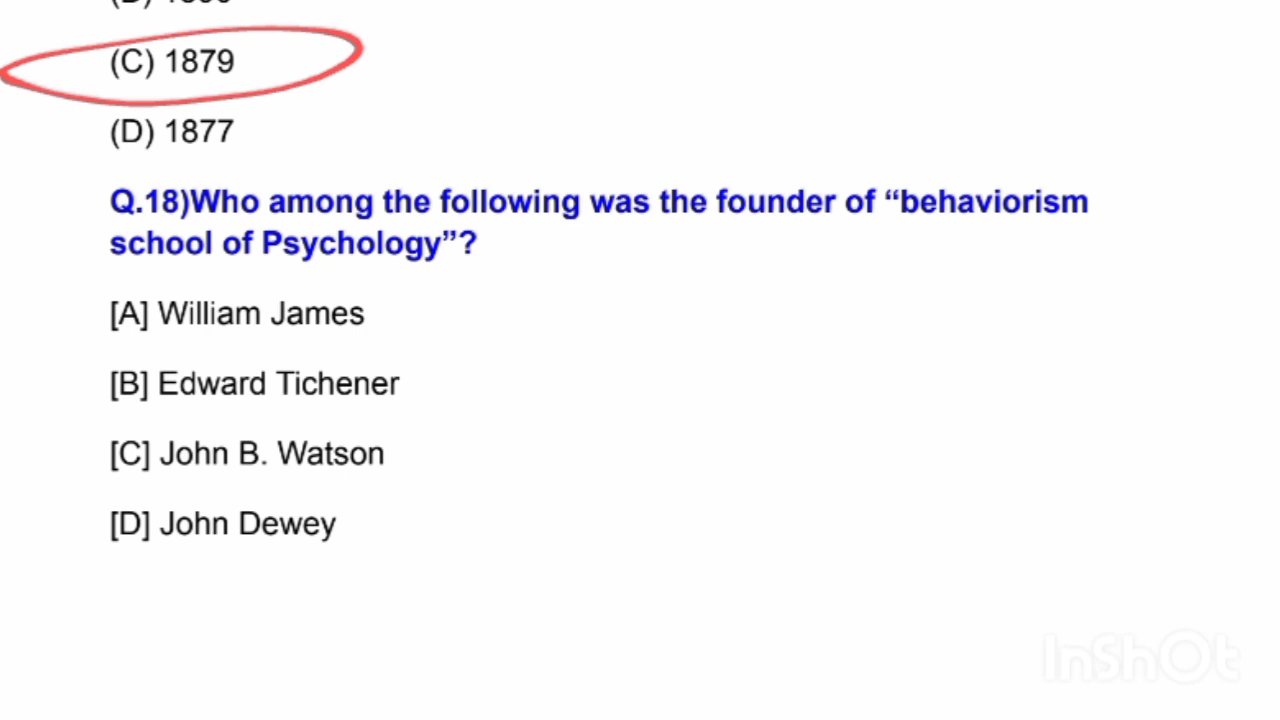 (C) 1879
(D) 1877
Q.18)Who among the following was the founder of “behaviorism
school of Psychology”?
[A] William James
[B] Edward Tichener
[C] John B. Watson
[D] John Dewey
InShOt